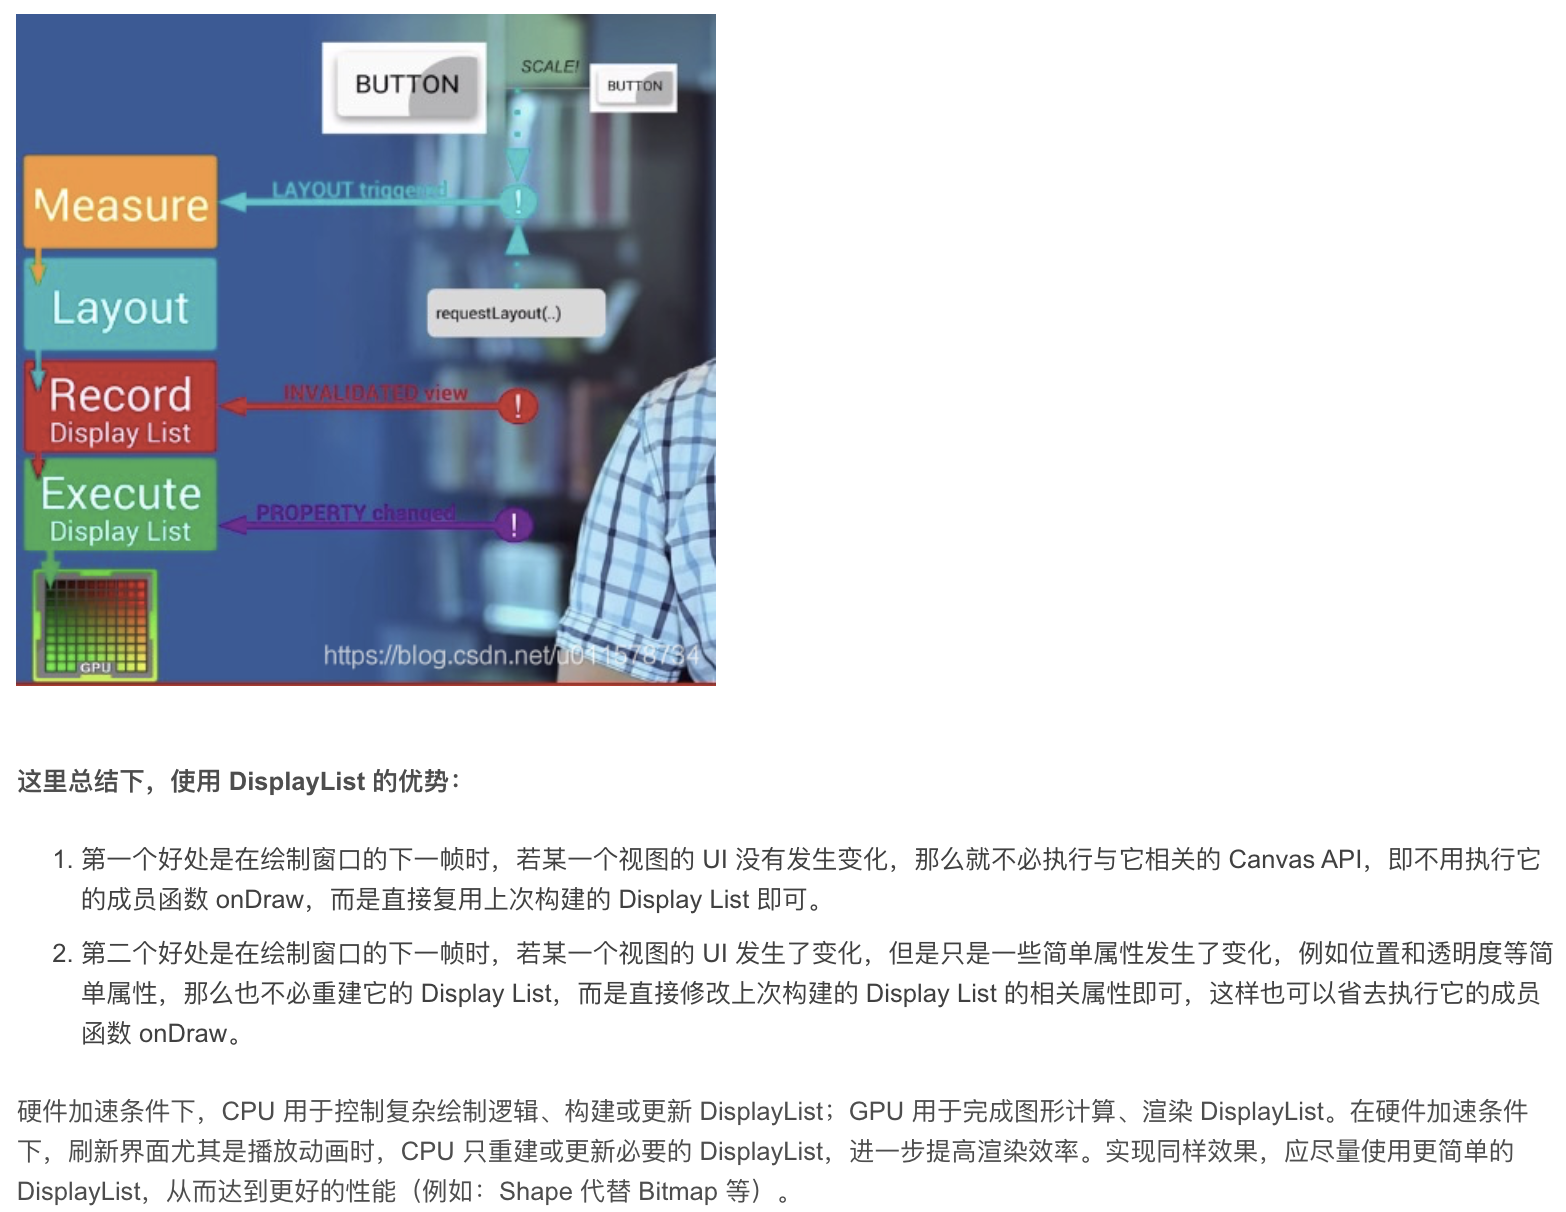 BUTTON
SCALE!
BUTTON
Measure
LAYOUT triggered
Layout
requestLayout(..)
Record
Display List
INVALIDATED view
Execute
Display List
PROPERTY changed
GPU
https://blog.csdn.net/u011578734
这里总结下，使用 DisplayList 的优势：
1. 第一个好处是在绘制窗口的下一帧时，若某一个视图的 UI 没有发生变化，那么就不必执行与它相关的 Canvas API，即不用执行它
的成员函数 onDraw，而是直接复用上次构建的 Display List 即可。
2. 第二个好处是在绘制窗口的下一帧时，若某一个视图的 UI 发生了变化，但是只是一些简单属性发生了变化，例如位置和透明度等简
单属性，那么也不必重建它的 Display List，而是直接修改上次构建的 Display List 的相关属性即可，这样也可以省去执行它的成员
函数 onDraw。
硬件加速条件下，CPU 用于控制复杂绘制逻辑、构建或更新 DisplayList；GPU 用于完成图形计算、渲染 DisplayList。在硬件加速条件
下，刷新界面尤其是播放动画时，CPU 只重建或更新必要的 DisplayList，进一步提高渲染效率。实现同样效果，应尽量使用更简单的
DisplayList，从而达到更好的性能（例如：Shape 代替 Bitmap 等）。